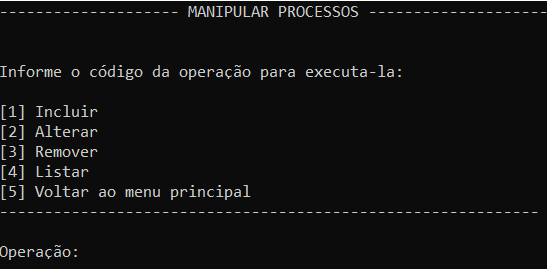 -------------------- MANIPULAR PROCESSOS --------------------
Informe o código da operação para executa-la:
[1] Incluir
[2] Alterar
[3] Remover
[4] Listar
[5] Voltar ao menu principal
------------------------------------------------------------
Operação: